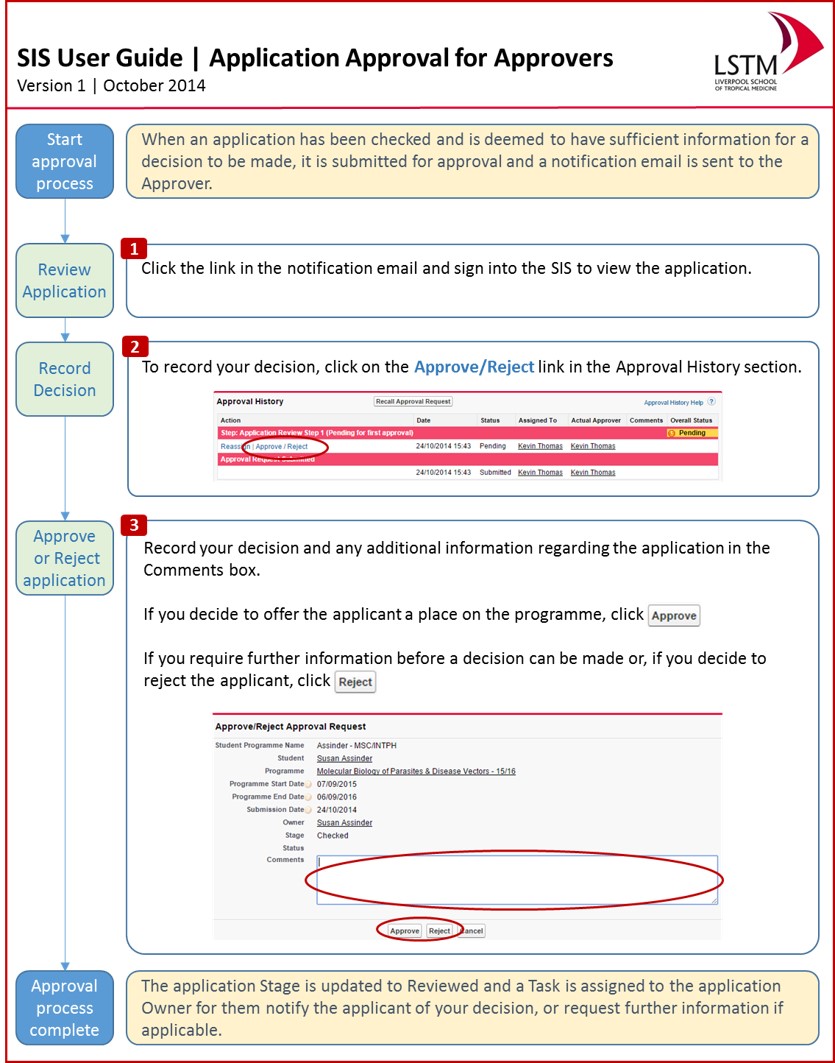 SIS User Guide | Application Approval for Approvers
Version 1 | October 2014
LSTM
LIVERPOOL SCHOOL
OF TROPICAL MEDICINE
Start
approval
process
When an application has been checked and is deemed to have sufficient information for a
decision to be made, it is submitted for approval and a notification email is sent to the
Approver.
Review
Application
1
Click the link in the notification email and sign into the SIS to view the application.
Record
Decision
2
To record your decision, click on the Approve/Reject link in the Approval History section.
Approval History Recall Approval Request Approval History Help ?
Action Date Status Assigned To Actual Approver Comments Overall Status
Step: Application Review Step 1 (Pending for first approval) Pending
Reassign | Approve / Reject 24/10/2014 15:43 Pending Kevin Thomas Kevin Thomas
Approval Request Submitted
24/10/2014 15:43 Submitted Kevin Thomas Kevin Thomas
Approve
or Reject
application
3
Record your decision and any additional information regarding the application in the
Comments box.
If you decide to offer the applicant a place on the programme, click Approve
If you require further information before a decision can be made or, if you decide to
reject the applicant, click Reject
Approve/Reject Approval Request
Student Programme Name Assinder - MSC/INTPH
Student Susan Assinder
Programme Molecular Biology of Parasites & Disease Vectors - 15/16
Programme Start Date 07/09/2015
Programme End Date 06/09/2016
Submission Date 24/10/2014
Owner Susan Assinder
Stage Checked
Status
Comments
Approve Reject Cancel
Approval
process
complete
The application Stage is updated to Reviewed and a Task is assigned to the application
Owner for them notify the applicant of your decision, or request further information if
applicable.